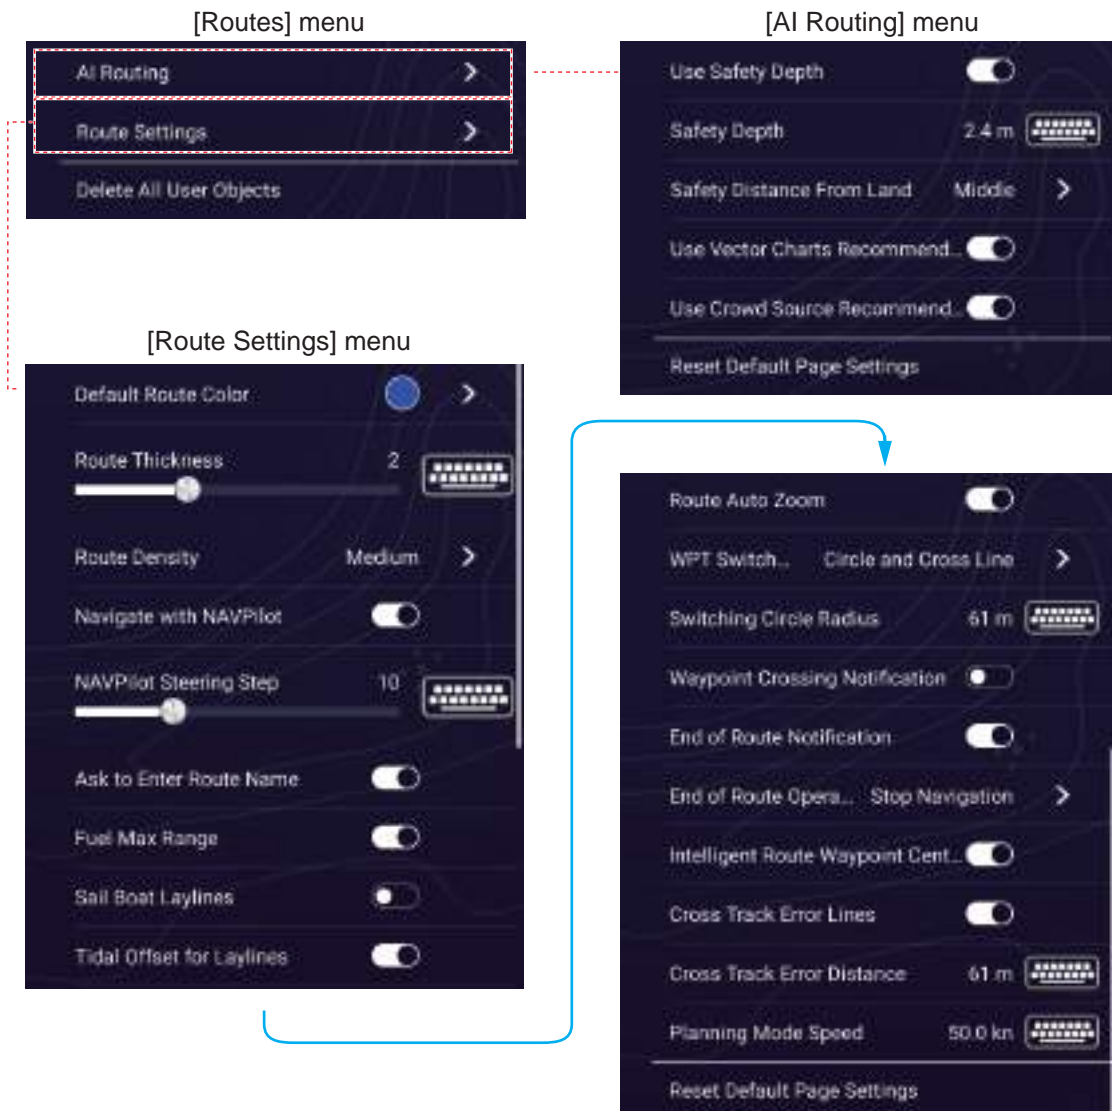 [Routes] menu
AI Routing
Route Settings
Delete All User Objects
[AI Routing] menu
Use Safety Depth
Safety Depth 2.4 m
Safety Distance From Land Middle
Use Vector Charts Recommend...
Use Crowd Source Recommend...
Reset Default Page Settings
[Route Settings] menu
Default Route Color
Route Thickness 2
Route Density Medium
Navigate with NAVPilot
NAVPilot Steering Step 10
Ask to Enter Route Name
Fuel Max Range
Sail Boat Laylines
Tidal Offset for Laylines
Route Auto Zoom
WPT Switch... Circle and Cross Line
Switching Circle Radius 61 m
Waypoint Crossing Notification
End of Route Notification
End of Route Opera... Stop Navigation
Intelligent Route Waypoint Cent...
Cross Track Error Lines
Cross Track Error Distance 61 m
Planning Mode Speed 50.0 kn
Reset Default Page Settings